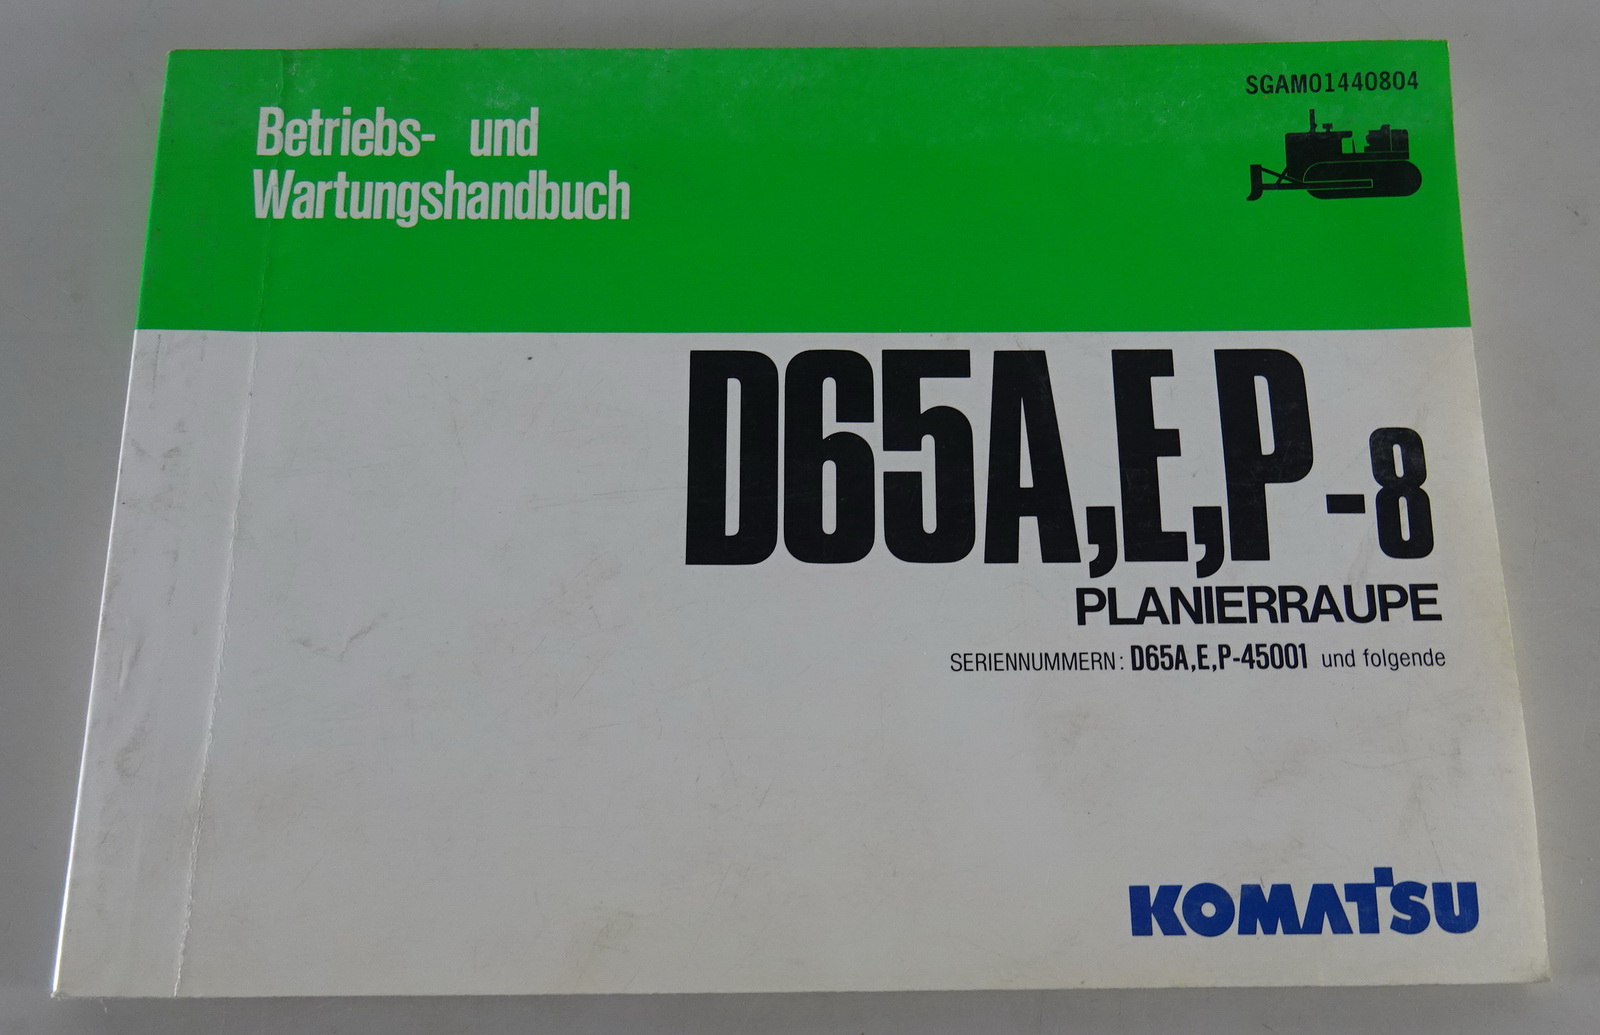 SGAM01440804
Betriebs- und
Wartungshandbuch
D65A,E,P-8
PLANIERRAUPE
SERIENNUMMERN: D65A,E,P-45001 und folgende
KOMATSU